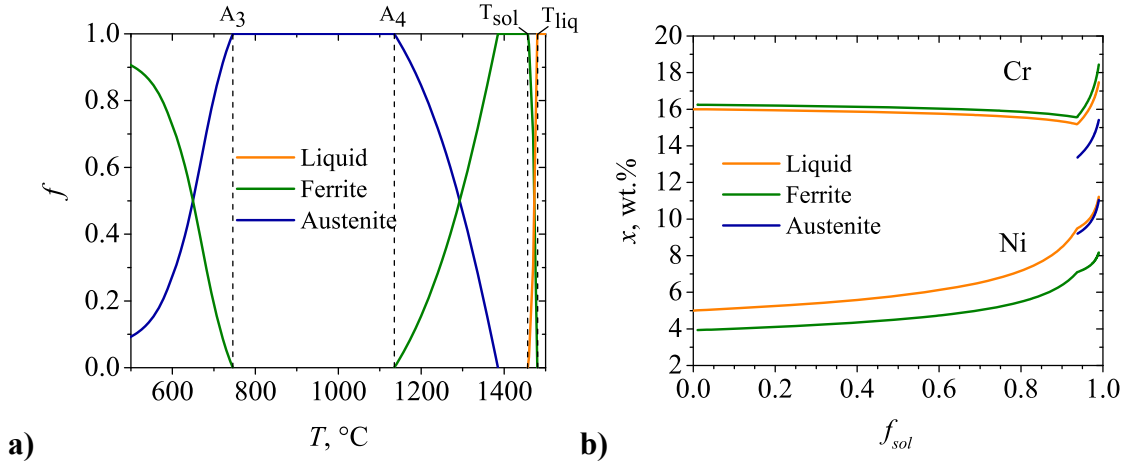 A3 A4 Tsol Tliq
1.0
0.8
0.6
0.4
0.2
0.0
f
Liquid
Ferrite
Austenite
600 800 1000 1200 1400
T, °C
a)
20
18
16
14
12
10
8
6
4
2
x, wt.%
Cr
Liquid
Ferrite
Austenite
Ni
0.0 0.2 0.4 0.6 0.8 1.0
fsol
b)